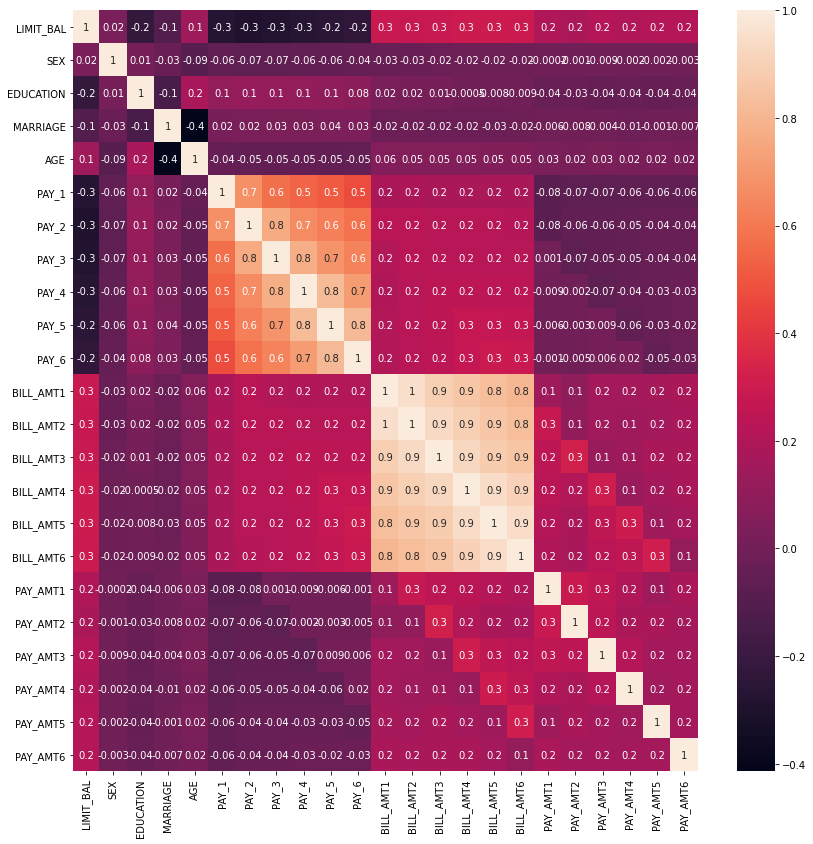 LIMIT_BAL 1 0.02 -0.2 -0.1 0.1 -0.3 -0.3 -0.3 -0.3 -0.2 -0.2 0.3 0.3 0.3 0.3 0.3 0.3 0.2 0.2 0.2 0.2 0.2 0.2
SEX 0.02 1 0.01 -0.03 -0.09 -0.06 -0.07 -0.07 -0.06 -0.06 -0.04 -0.03 -0.03 -0.02 -0.02 -0.02 -0.02 -0.0002 -0.001 -0.009 -0.002 -0.002 -0.003
EDUCATION -0.2 0.01 1 -0.1 0.2 0.1 0.1 0.1 0.1 0.1 0.08 0.02 0.02 0.01 -0.0005 -0.008 -0.009 -0.04 -0.03 -0.04 -0.04 -0.04 -0.04
MARRIAGE -0.1 -0.03 -0.1 1 -0.4 0.02 0.02 0.03 0.03 0.04 0.03 -0.02 -0.02 -0.02 -0.02 -0.03 -0.02 -0.006 -0.008 -0.004 -0.01 -0.001 -0.007
AGE 0.1 -0.09 0.2 -0.4 1 -0.04 -0.05 -0.05 -0.05 -0.05 -0.05 0.06 0.05 0.05 0.05 0.05 0.05 0.03 0.02 0.03 0.02 0.02 0.02
PAY_1 -0.3 -0.06 0.1 0.02 -0.04 1 0.7 0.6 0.5 0.5 0.5 0.2 0.2 0.2 0.2 0.2 0.2 -0.08 -0.07 -0.07 -0.06 -0.06 -0.06
PAY_2 -0.3 -0.07 0.1 0.02 -0.05 0.7 1 0.8 0.7 0.6 0.6 0.2 0.2 0.2 0.2 0.2 0.2 -0.08 -0.06 -0.06 -0.05 -0.04 -0.04
PAY_3 -0.3 -0.07 0.1 0.03 -0.05 0.6 0.8 1 0.8 0.7 0.6 0.2 0.2 0.2 0.2 0.2 0.2 0.001 -0.07 -0.05 -0.05 -0.04 -0.04
PAY_4 -0.3 -0.06 0.1 0.03 -0.05 0.5 0.7 0.8 1 0.8 0.7 0.2 0.2 0.2 0.2 0.2 0.2 -0.009 -0.002 -0.07 -0.04 -0.03 -0.03
PAY_5 -0.2 -0.06 0.1 0.04 -0.05 0.5 0.6 0.7 0.8 1 0.8 0.2 0.2 0.2 0.3 0.3 0.3 -0.006 -0.003 0.009 -0.06 -0.03 -0.02
PAY_6 -0.2 -0.04 0.08 0.03 -0.05 0.5 0.6 0.6 0.7 0.8 1 0.2 0.2 0.2 0.3 0.3 0.3 -0.001 -0.005 0.006 0.02 -0.05 -0.03
BILL_AMT1 0.3 -0.03 0.02 -0.02 0.06 0.2 0.2 0.2 0.2 0.2 0.2 1 1 0.9 0.9 0.8 0.8 0.1 0.1 0.2 0.2 0.2 0.2
BILL_AMT2 0.3 -0.03 0.02 -0.02 0.05 0.2 0.2 0.2 0.2 0.2 0.2 1 1 0.9 0.9 0.9 0.8 0.3 0.1 0.2 0.1 0.2 0.2
BILL_AMT3 0.3 -0.02 0.01 -0.02 0.05 0.2 0.2 0.2 0.2 0.2 0.2 0.9 0.9 1 0.9 0.9 0.9 0.2 0.3 0.1 0.1 0.2 0.2
BILL_AMT4 0.3 -0.02 -0.0005 -0.02 0.05 0.2 0.2 0.2 0.2 0.3 0.3 0.9 0.9 0.9 1 0.9 0.9 0.2 0.2 0.3 0.1 0.2 0.2
BILL_AMT5 0.3 -0.02 -0.008 -0.03 0.05 0.2 0.2 0.2 0.2 0.3 0.3 0.8 0.9 0.9 0.9 1 0.9 0.2 0.2 0.3 0.3 0.1 0.2
BILL_AMT6 0.3 -0.02 -0.009 -0.02 0.05 0.2 0.2 0.2 0.2 0.3 0.3 0.8 0.8 0.9 0.9 0.9 1 0.2 0.2 0.2 0.3 0.3 0.1
PAY_AMT1 0.2 -0.0002 -0.04 -0.006 0.03 -0.08 -0.08 0.001 -0.009 -0.006 -0.001 0.1 0.3 0.2 0.2 0.2 0.2 1 0.3 0.3 0.2 0.1 0.2
PAY_AMT2 0.2 -0.001 -0.03 -0.008 0.02 -0.07 -0.06 -0.07 -0.002 -0.003 -0.005 0.1 0.1 0.3 0.2 0.2 0.2 0.3 1 0.2 0.2 0.2 0.2
PAY_AMT3 0.2 -0.009 -0.04 -0.004 0.03 -0.07 -0.06 -0.05 -0.07 0.009 0.006 0.2 0.2 0.1 0.3 0.3 0.2 0.3 0.2 1 0.2 0.2 0.2
PAY_AMT4 0.2 -0.002 -0.04 -0.01 0.02 -0.06 -0.05 -0.05 -0.04 -0.06 0.02 0.2 0.1 0.1 0.1 0.3 0.3 0.2 0.2 0.2 1 0.2 0.2
PAY_AMT5 0.2 -0.002 -0.04 -0.001 0.02 -0.06 -0.04 -0.04 -0.03 -0.03 -0.05 0.2 0.2 0.2 0.2 0.1 0.3 0.1 0.2 0.2 0.2 1 0.2
PAY_AMT6 0.2 -0.003 -0.04 -0.007 0.02 -0.06 -0.04 -0.04 -0.03 -0.02 -0.03 0.2 0.2 0.2 0.2 0.2 0.1 0.2 0.2 0.2 0.2 0.2 1
LIMIT_BAL SEX EDUCATION MARRIAGE AGE PAY_1 PAY_2 PAY_3 PAY_4 PAY_5 PAY_6 BILL_AMT1 BILL_AMT2 BILL_AMT3 BILL_AMT4 BILL_AMT5 BILL_AMT6 PAY_AMT1 PAY_AMT2 PAY_AMT3 PAY_AMT4 PAY_AMT5 PAY_AMT6
1.0
0.8
0.6
0.4
0.2
0.0
−0.2
−0.4